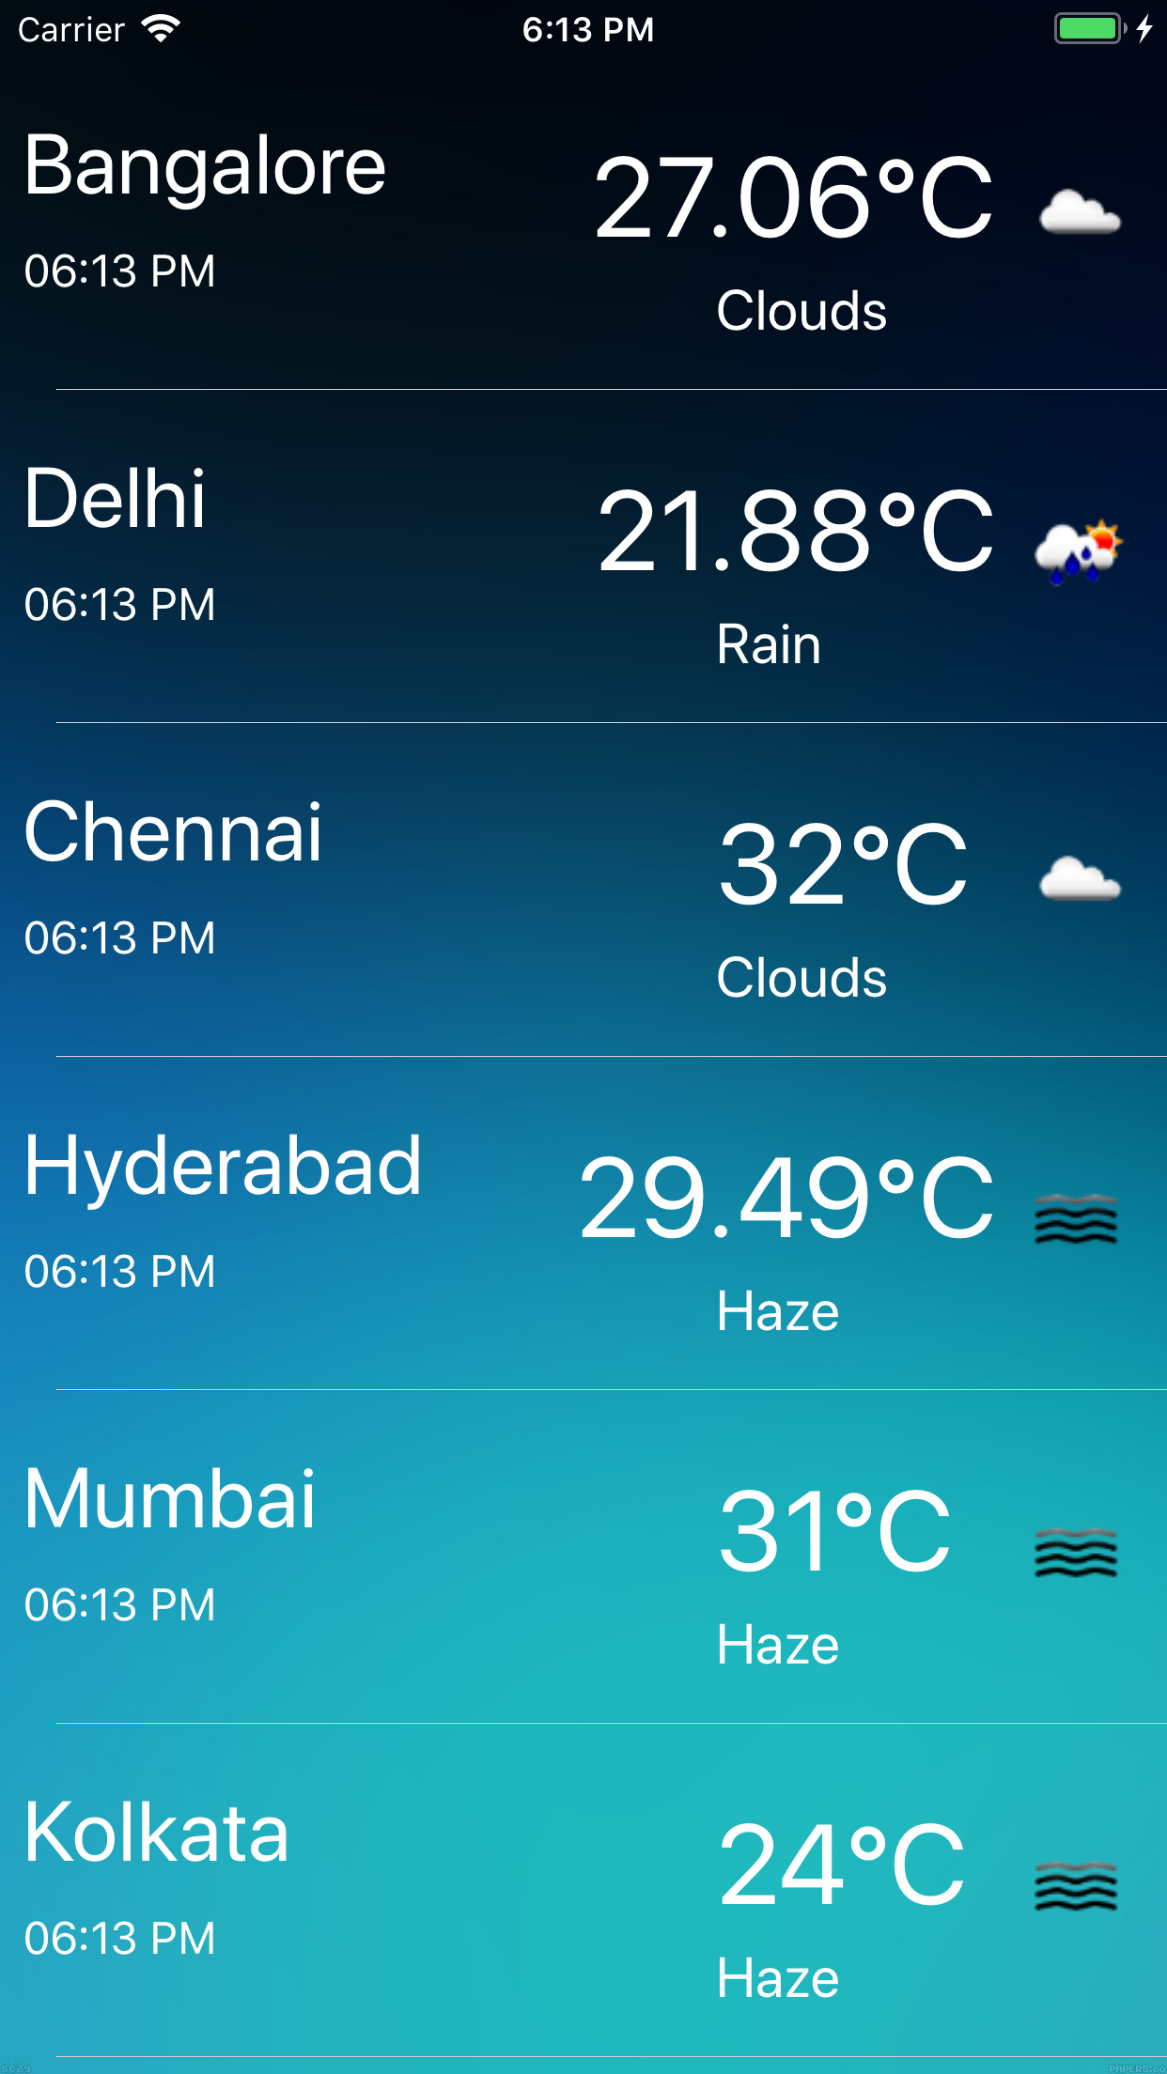 Carrier 6:13 PM
Bangalore
27.06°C
06:13 PM
Clouds
Delhi
21.88°C
06:13 PM
Rain
Chennai
32°C
06:13 PM
Clouds
Hyderabad
29.49°C
06:13 PM
Haze
Mumbai
31°C
06:13 PM
Haze
Kolkata
24°C
06:13 PM
Haze